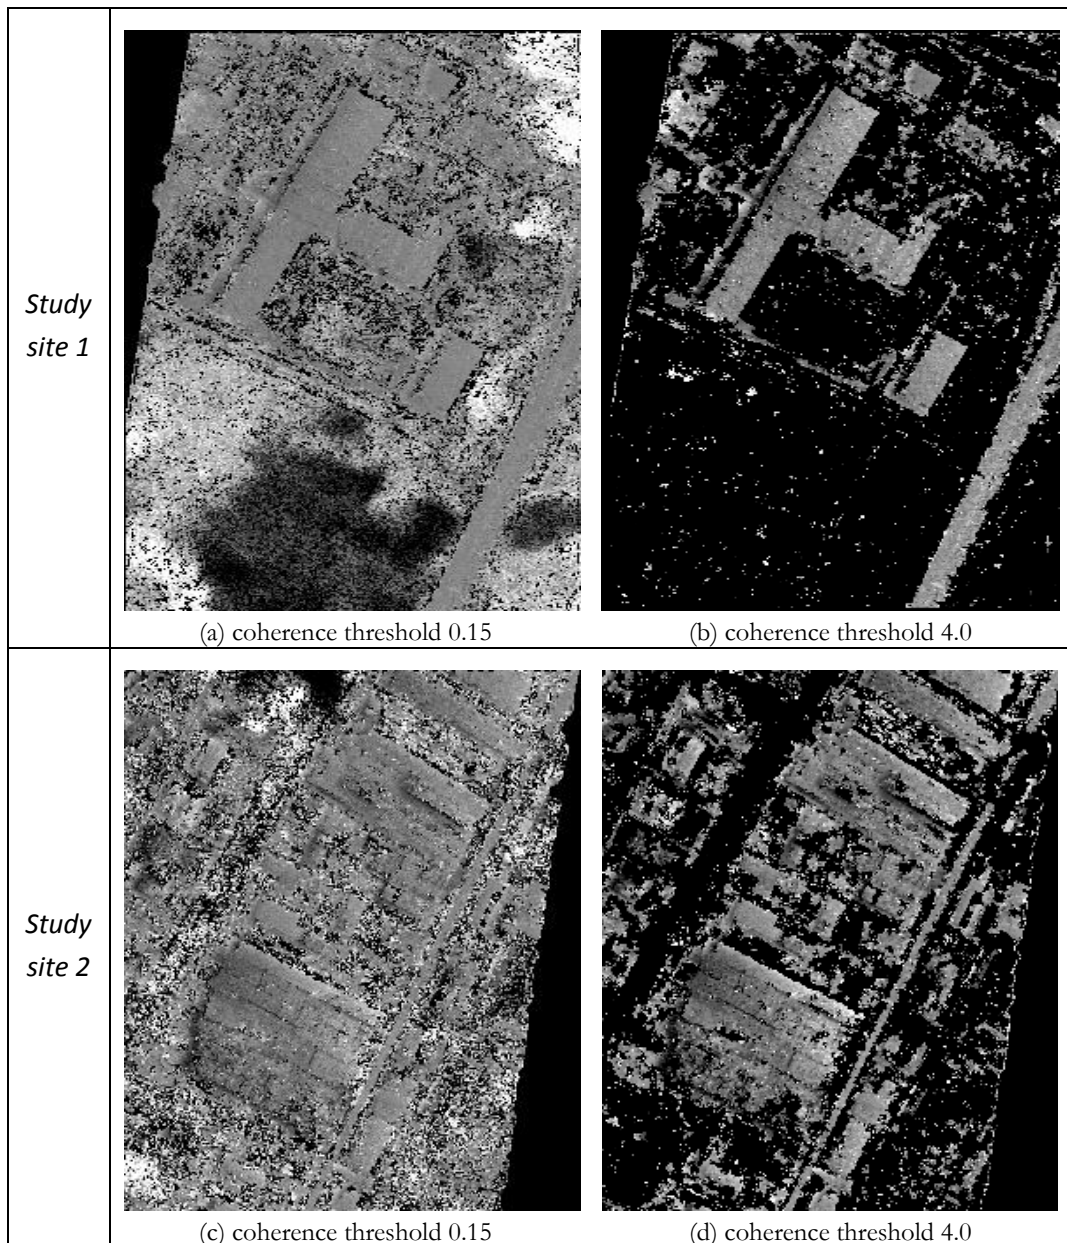 Study
site 1
(a) coherence threshold 0.15
(b) coherence threshold 4.0
Study
site 2
(c) coherence threshold 0.15
(d) coherence threshold 4.0